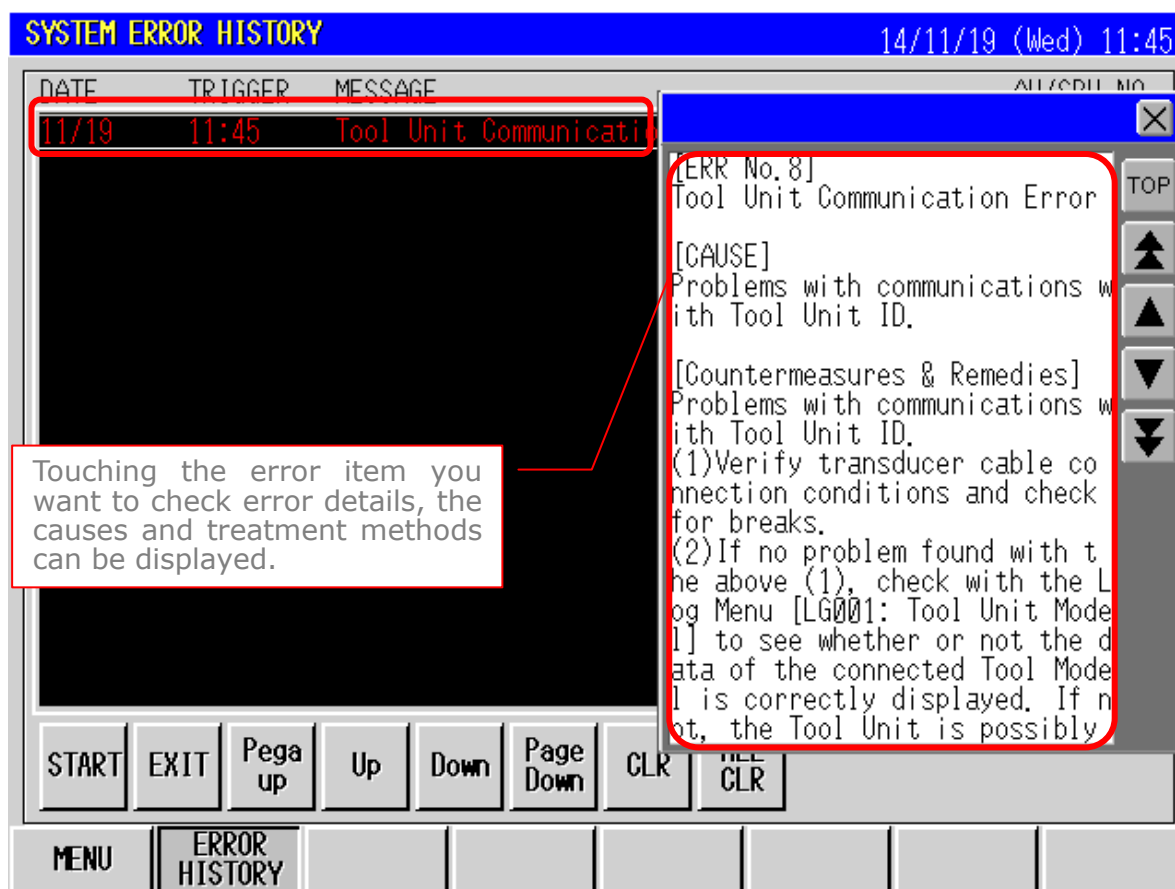 SYSTEM ERROR HISTORY
14/11/19 (Wed) 11:45
DATE TRIGGER MESSAGE
11/19 11:45 Tool Unit Communicatio
[ERR No.8]
Tool Unit Communication Error
[CAUSE]
Problems with communications w
ith Tool Unit ID.
[Countermeasures & Remedies]
Problems with communications w
ith Tool Unit ID.
(1)Verify transducer cable co
nnection conditions and check
for breaks.
(2)If no problem found with t
he above (1), check with the L
og Menu [LG001: Tool Unit Mode
l] to see whether or not the d
ata of the connected Tool Mode
l is correctly displayed. If n
ot, the Tool Unit is possibly
TOP
Touching the error item you
want to check error details, the
causes and treatment methods
can be displayed.
START
EXIT
Pega
up
Up
Down
Page
Down
CLR
CLR
MENU
ERROR
HISTORY